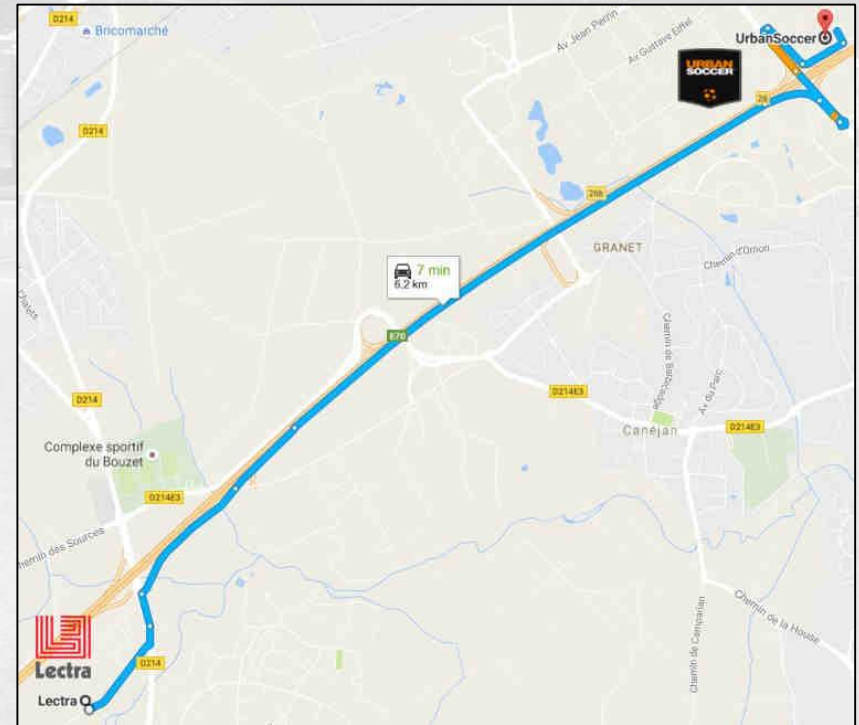 D214
Bricomarché
Av Jean Perrin
Av Gustave Eiffel
UrbanSoccer
URBAN
SOCCER
26
D214
26b
GRANET
Chemin d'Ornon
7 min
6,2 km
E70
Chemin de Barbicadge
Av du Parc
D214
D214E3
Canéjan
D214E3
Complexe sportif
du Bouzet
D214E3
Chemin des Sources
Lectra
D214
Lectra
Chemin de Camparian
Chemin de la House